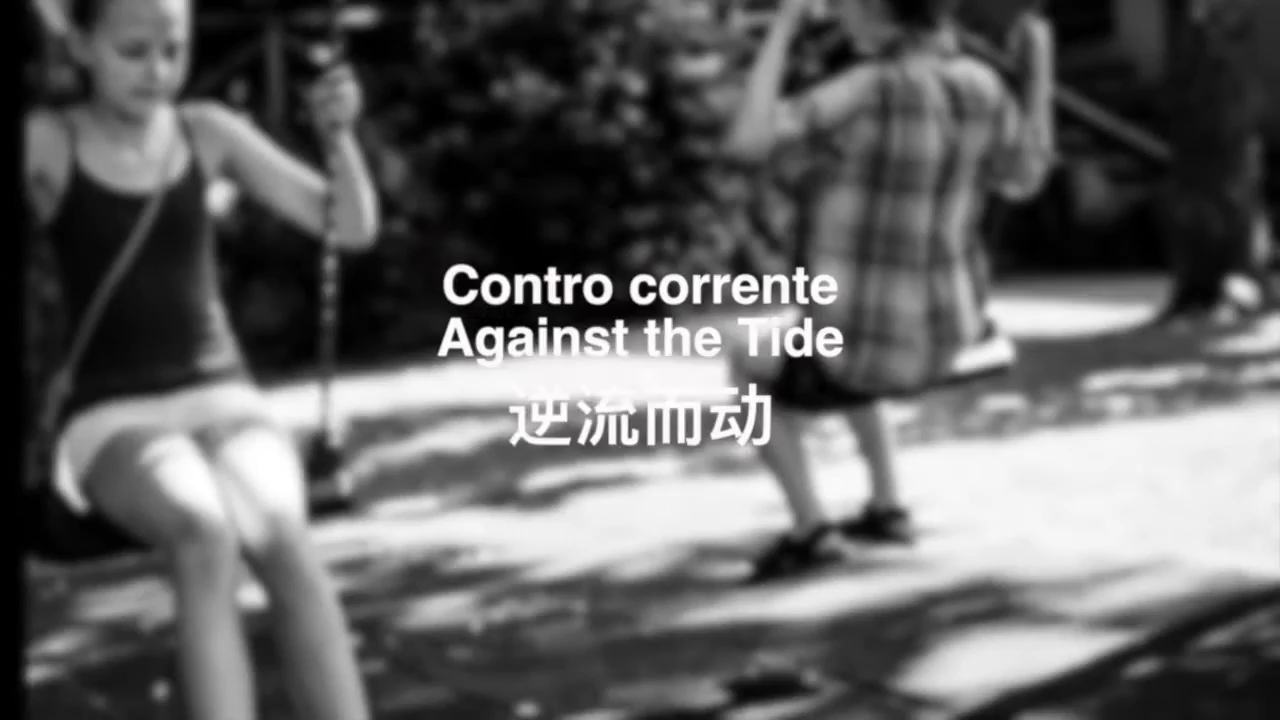 Contro corrente
Against the Tide
逆流而动